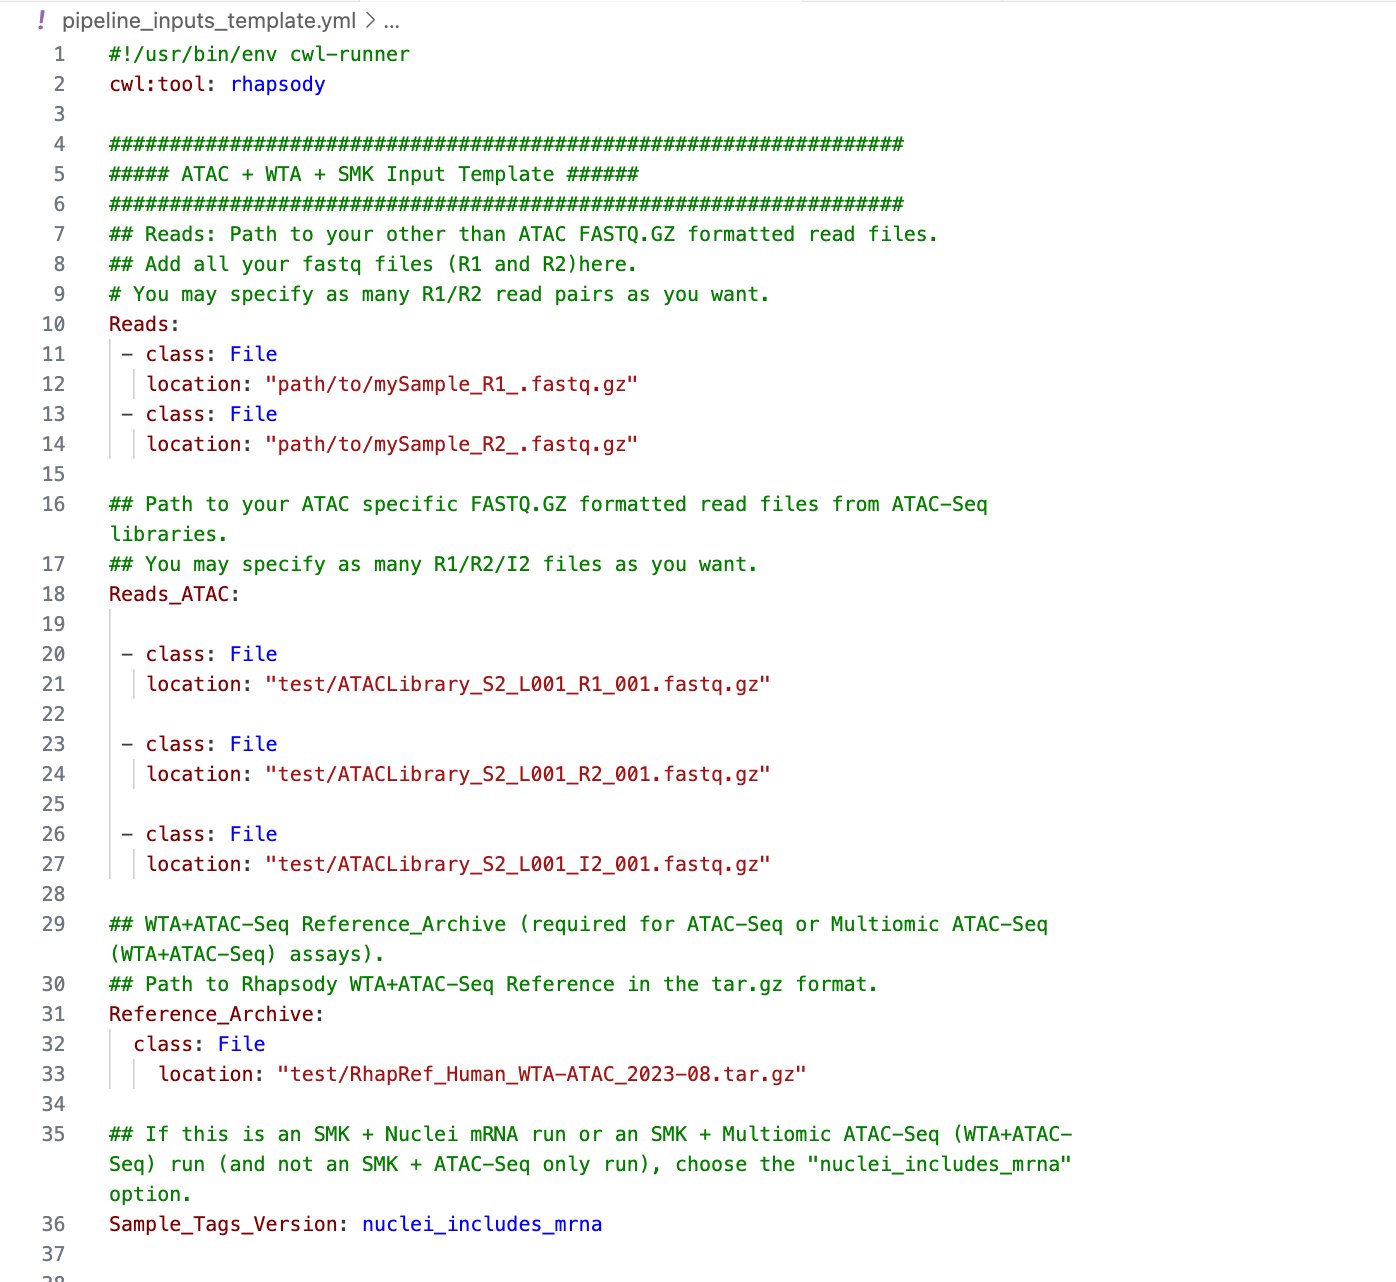 ! pipeline_inputs_template.yml > ...
1 #!/usr/bin/env cwl-runner
2 cwl:tool: rhapsody
3
4 ##################################################################
5 ##### ATAC + WTA + SMK Input Template ######
6 ##################################################################
7 ## Reads: Path to your other than ATAC FASTQ.GZ formatted read files.
8 ## Add all your fastq files (R1 and R2)here.
9 # You may specify as many R1/R2 read pairs as you want.
10 Reads:
11 - class: File
12 location: "path/to/mySample_R1_.fastq.gz"
13 - class: File
14 location: "path/to/mySample_R2_.fastq.gz"
15
16 ## Path to your ATAC specific FASTQ.GZ formatted read files from ATAC-Seq
libraries.
17 ## You may specify as many R1/R2/I2 files as you want.
18 Reads_ATAC:
19
20 - class: File
21 location: "test/ATACLibrary_S2_L001_R1_001.fastq.gz"
22
23 - class: File
24 location: "test/ATACLibrary_S2_L001_R2_001.fastq.gz"
25
26 - class: File
27 location: "test/ATACLibrary_S2_L001_I2_001.fastq.gz"
28
29 ## WTA+ATAC-Seq Reference_Archive (required for ATAC-Seq or Multiomic ATAC-Seq
(WTA+ATAC-Seq) assays).
30 ## Path to Rhapsody WTA+ATAC-Seq Reference in the tar.gz format.
31 Reference_Archive:
32 class: File
33 location: "test/RhapRef_Human_WTA-ATAC_2023-08.tar.gz"
34
35 ## If this is an SMK + Nuclei mRNA run or an SMK + Multiomic ATAC-Seq (WTA+ATAC-
Seq) run (and not an SMK + ATAC-Seq only run), choose the "nuclei_includes_mrna"
option.
36 Sample_Tags_Version: nuclei_includes_mrna
37